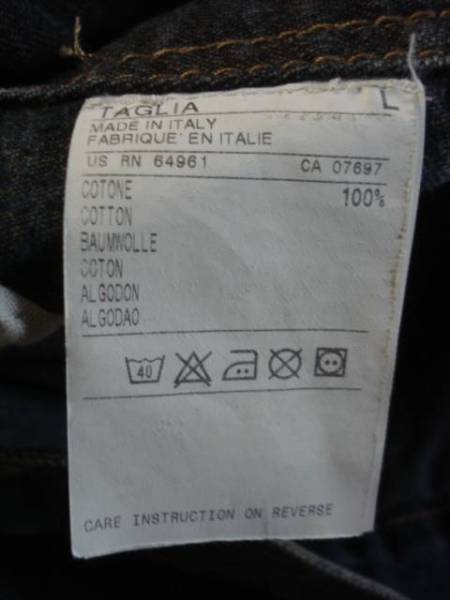 TAGLIA L
MADE IN ITALY
FABRIQUE' EN ITALIE
US RN 64961 CA 07697
COTONE 100%
COTTON
BAUMWOLLE
COTON
ALGODON
ALGODAO
40
CARE INSTRUCTION ON REVERSE